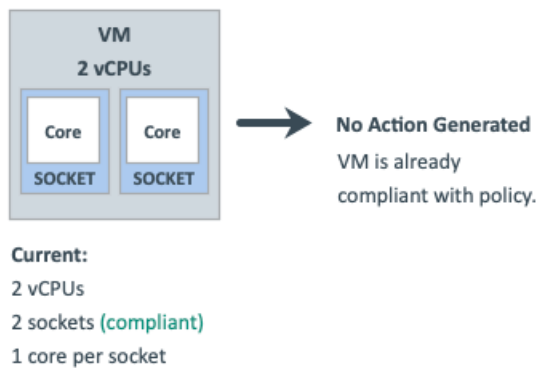 VM
2 vCPUs
Core
Core
SOCKET
SOCKET
No Action Generated
VM is already
compliant with policy.
Current:
2 vCPUs
2 sockets (compliant)
1 core per socket